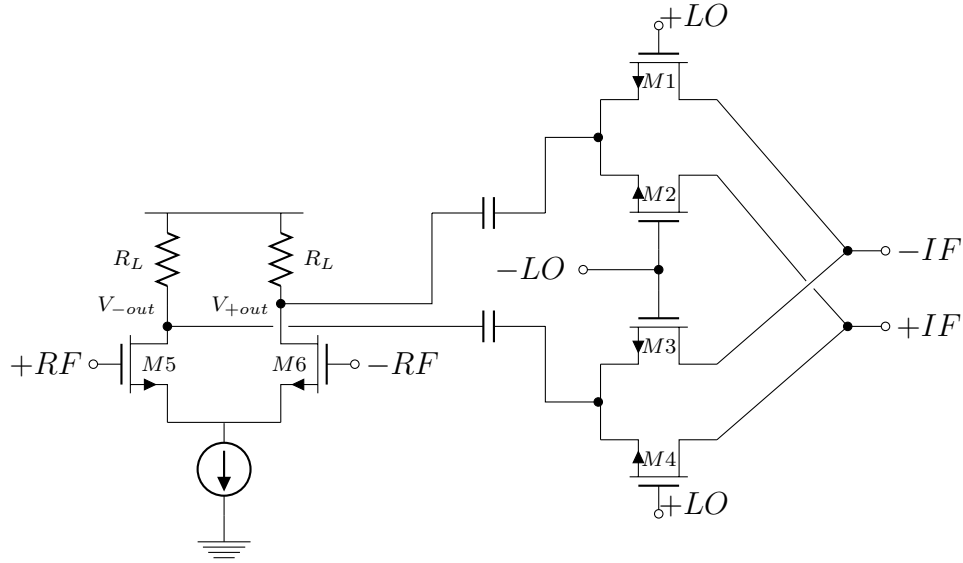 +LO
M1
M2
R_L
R_L
−IF
−LO
V_{−out}
V_{+out}
+IF
+RF
M5
M6
−RF
M3
M4
+LO